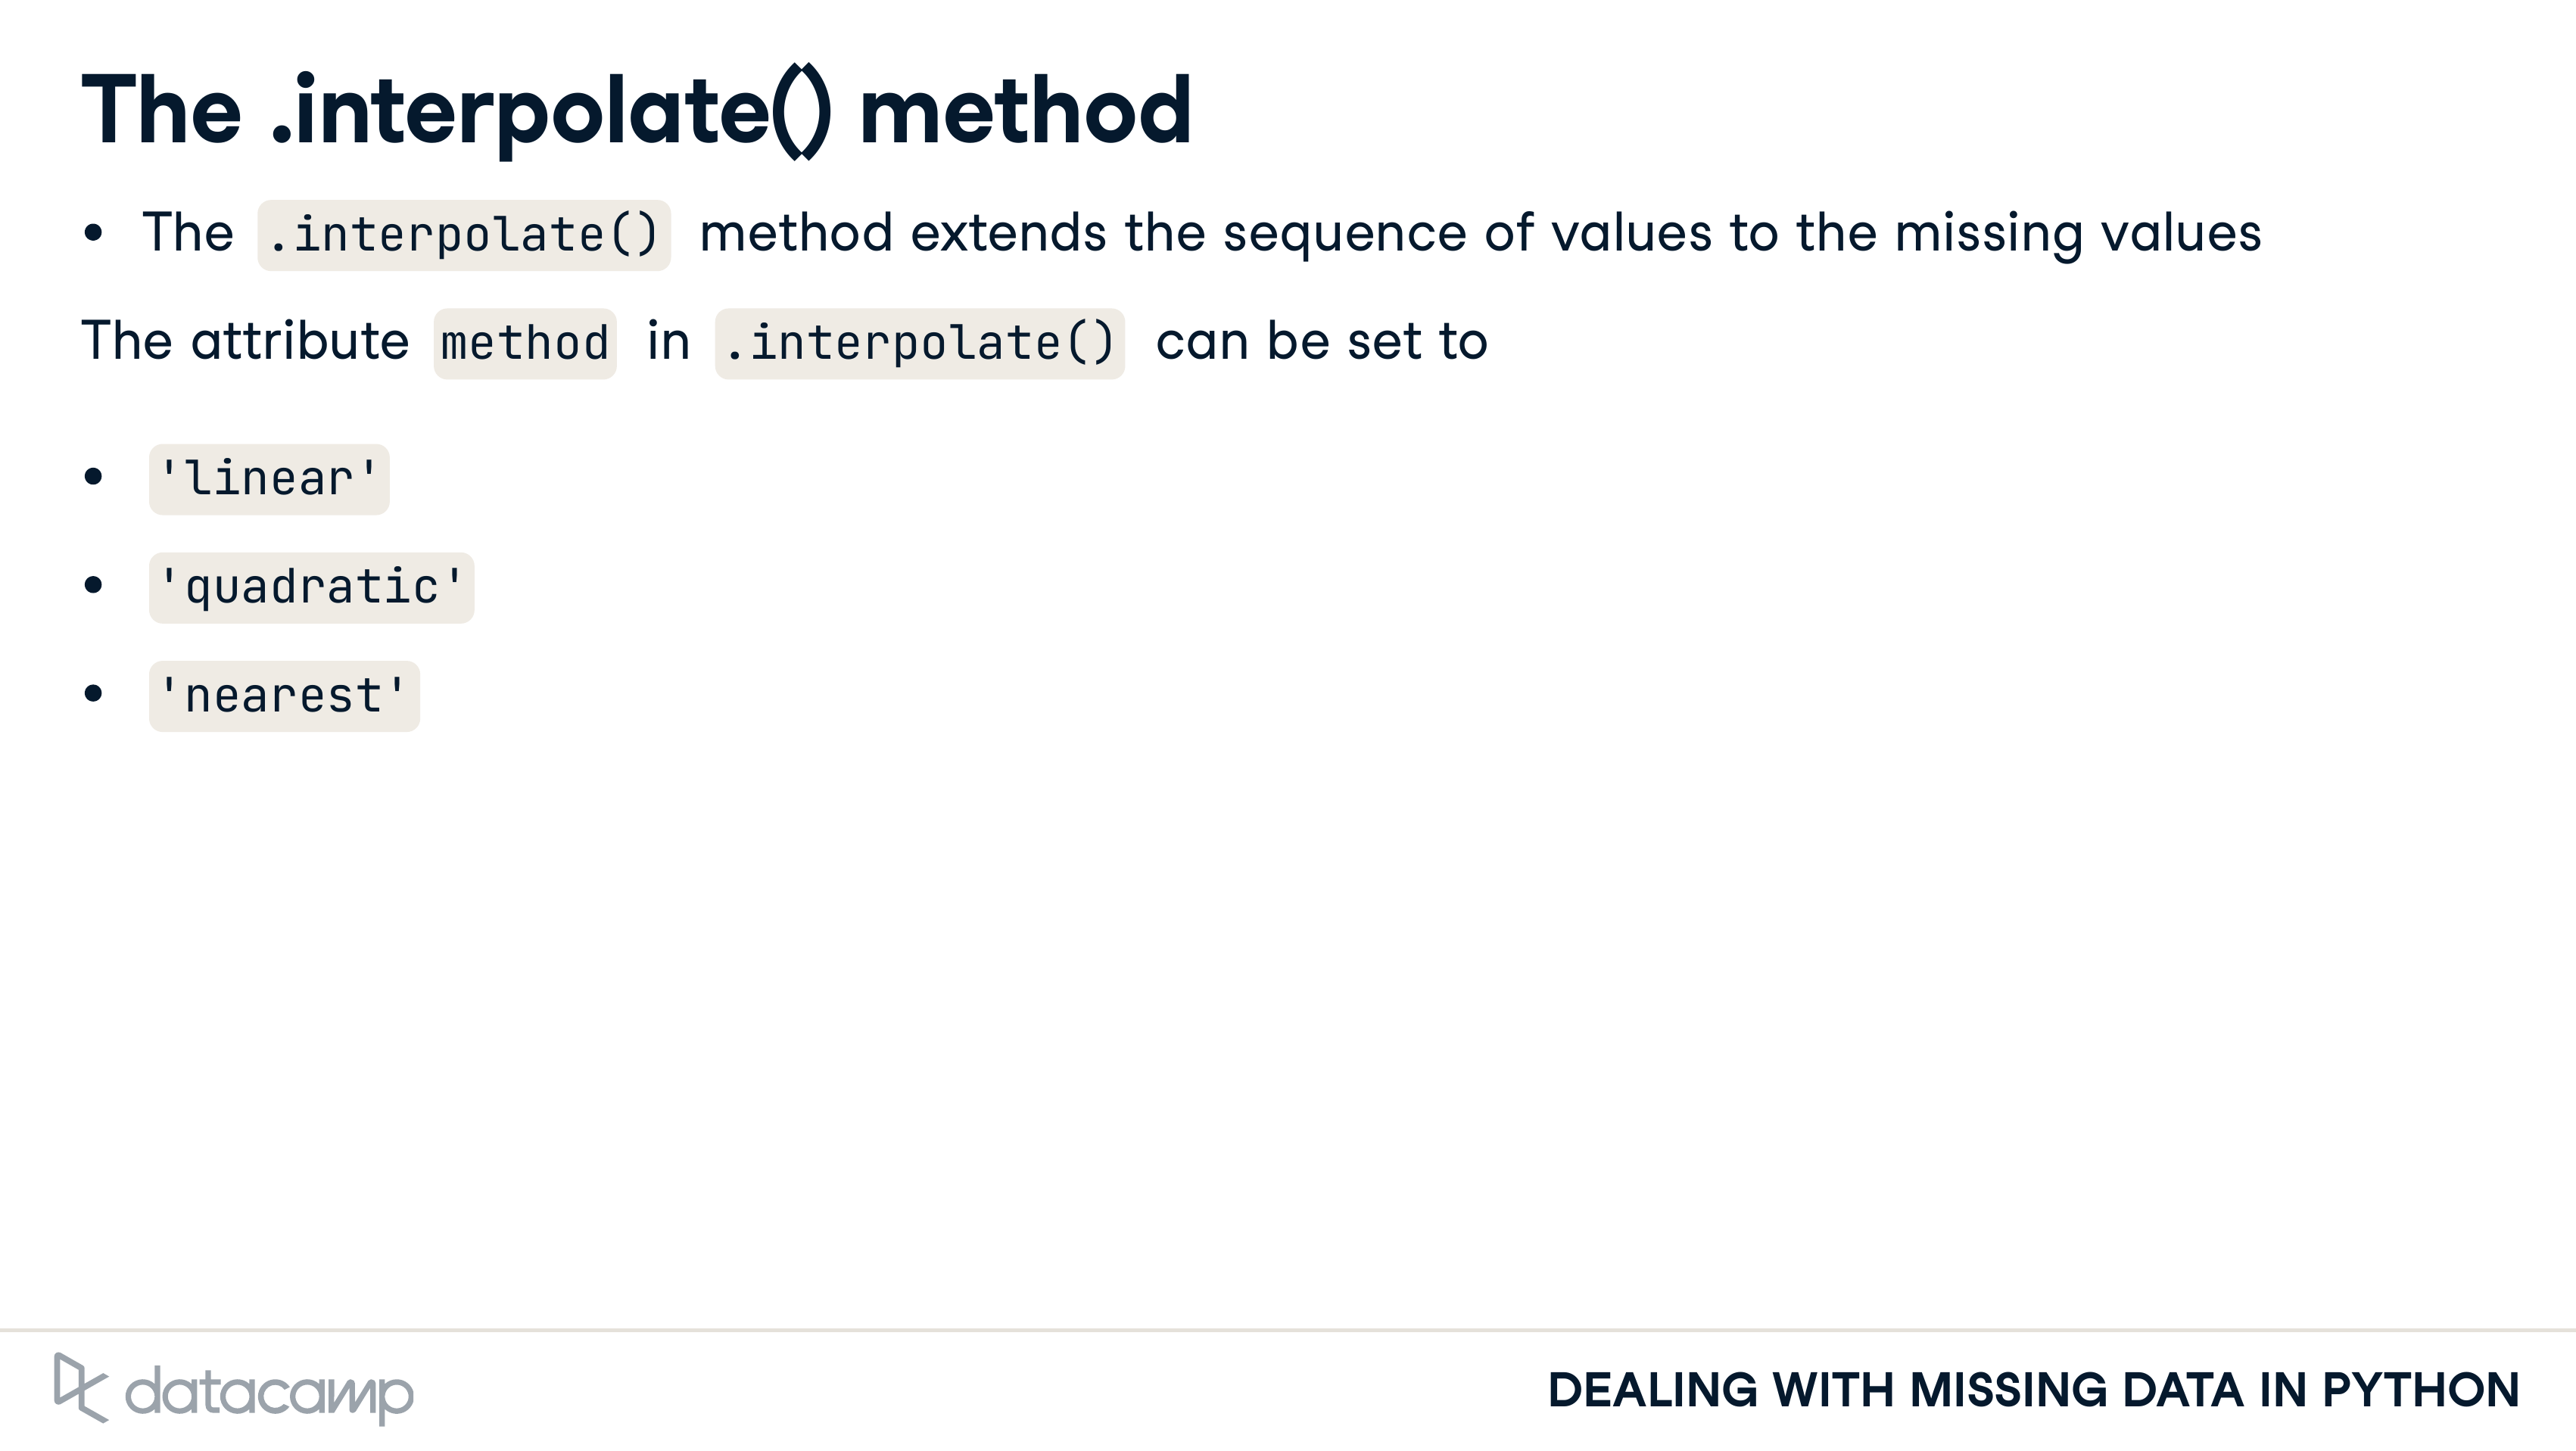 The .interpolate() method
• The .interpolate() method extends the sequence of values to the missing values
The attribute method in .interpolate() can be set to
• 'linear'
• 'quadratic'
• 'nearest'
datacamp
DEALING WITH MISSING DATA IN PYTHON